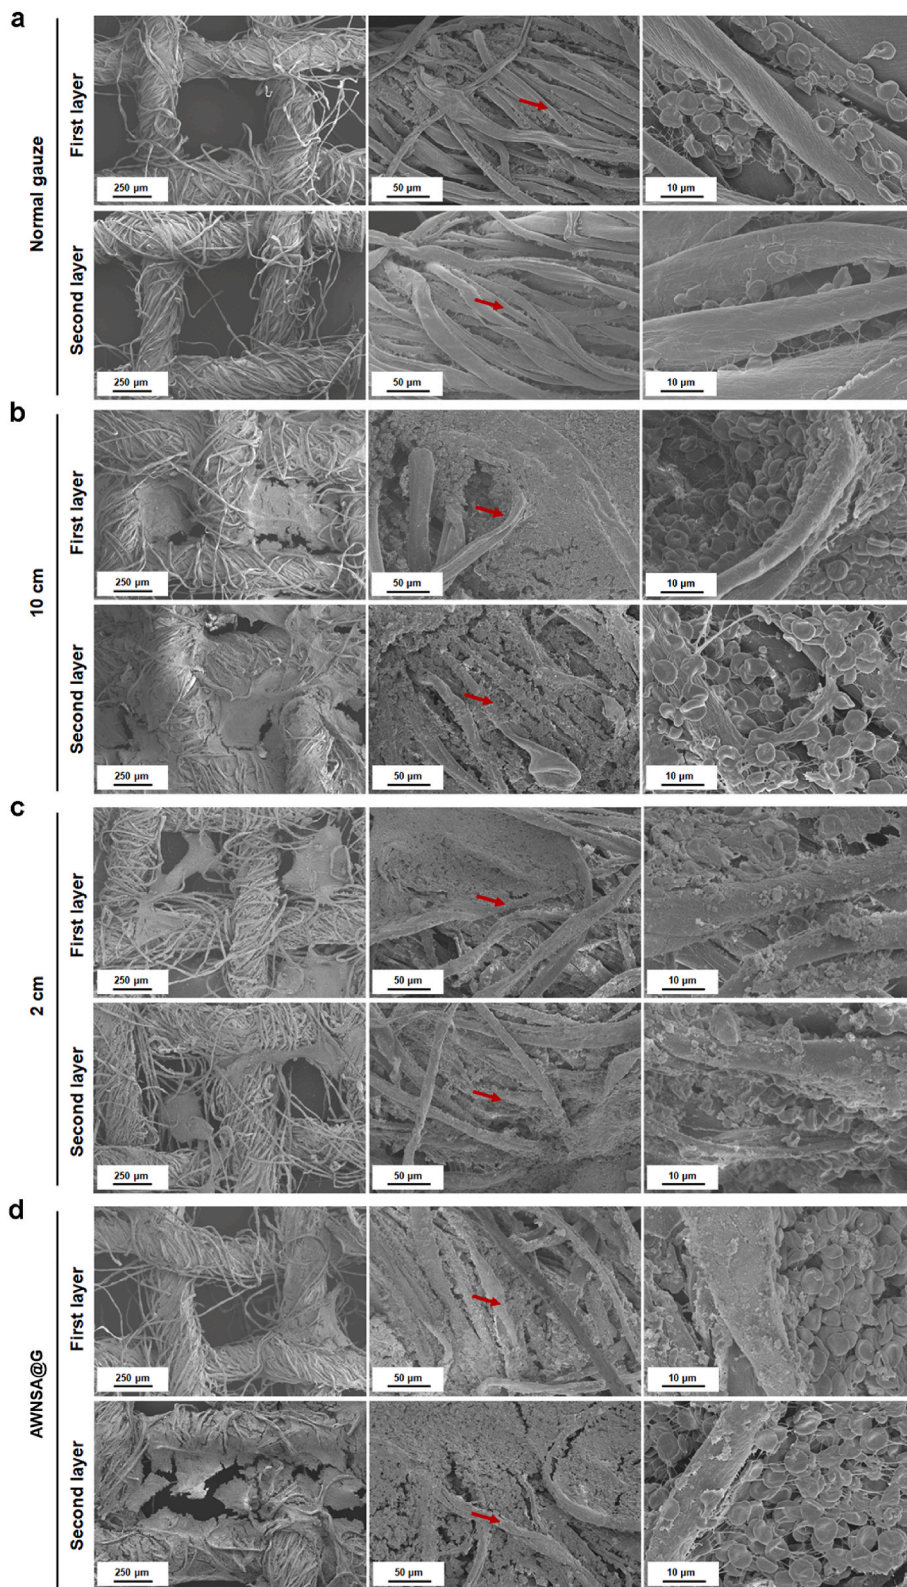 a
Normal gauze
First layer
250 µm
50 µm
10 µm
Second layer
250 µm
50 µm
10 µm
b
10 cm
First layer
250 µm
50 µm
10 µm
Second layer
250 µm
50 µm
10 µm
c
2 cm
First layer
250 µm
50 µm
10 µm
Second layer
250 µm
50 µm
10 µm
d
AWNSA@G
First layer
250 µm
50 µm
10 µm
Second layer
250 µm
50 µm
10 µm